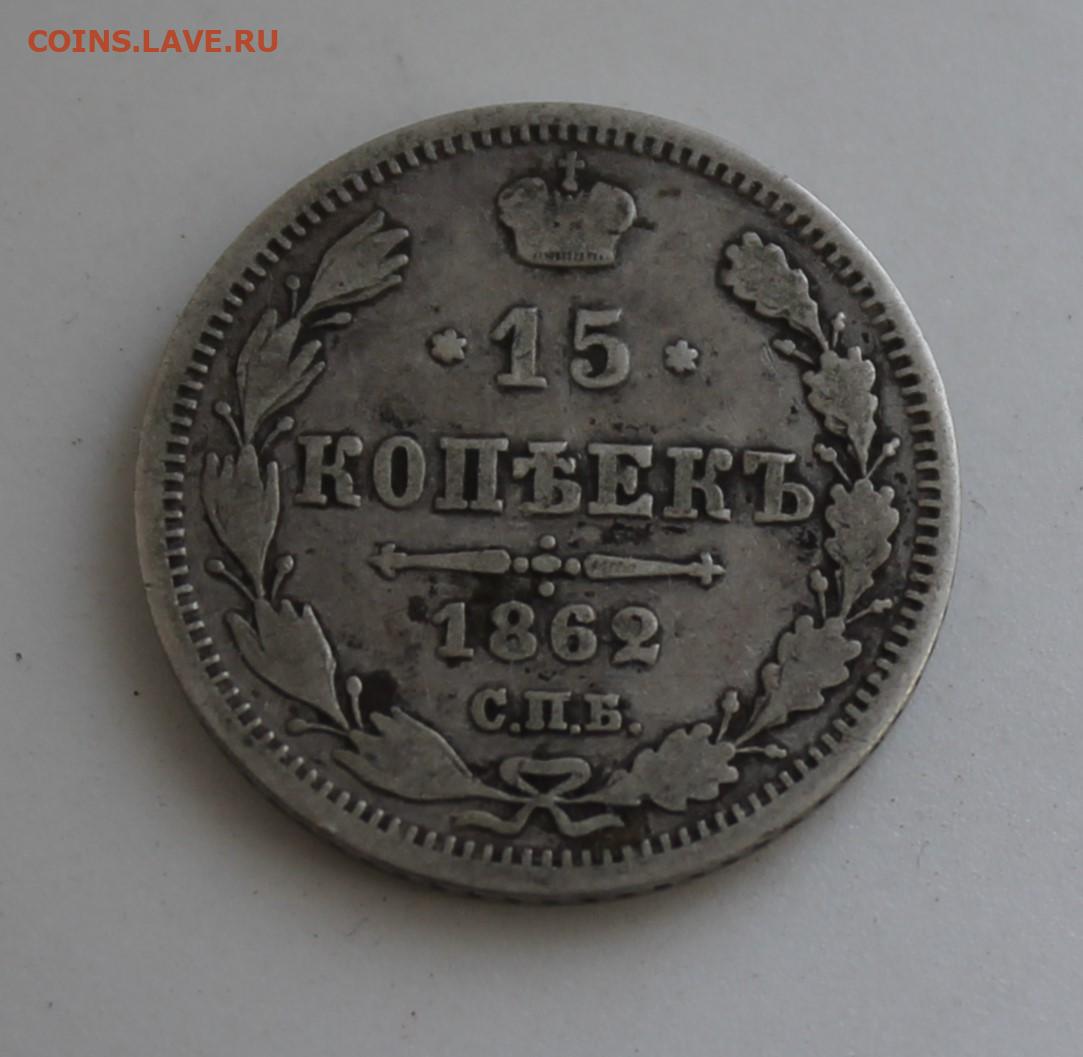 COINS.LAVE.RU
* 15 *
КОПѢЕКЪ
1862
С.П.Б.